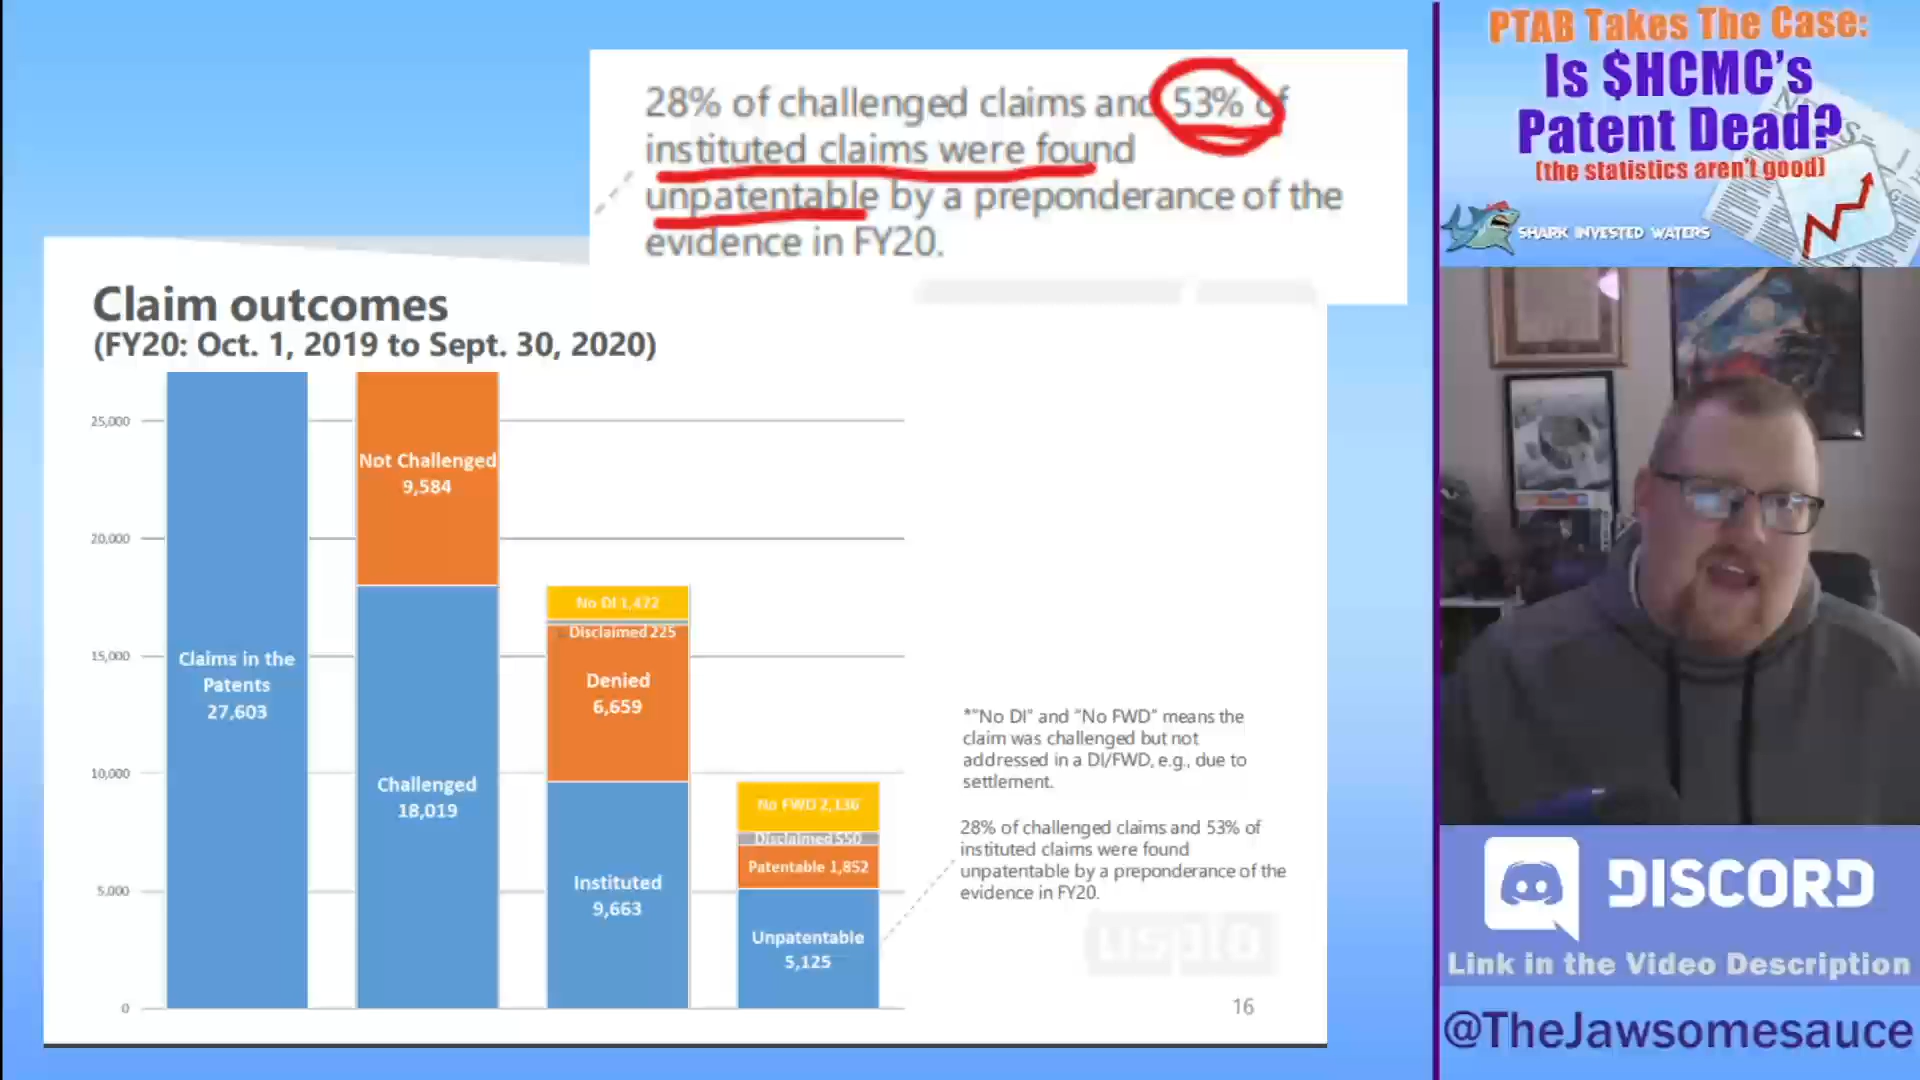 28% of challenged claims and 53% of
instituted claims were found
unpatentable by a preponderance of the
evidence in FY20.
Claim outcomes
(FY20: Oct. 1, 2019 to Sept. 30, 2020)
25,000
20,000
15,000
10,000
5,000
0
Claims in the
Patents
27,603
Not Challenged
9,584
Challenged
18,019
No DI 1,472
Disclaimed 225
Denied
6,659
Instituted
9,663
No FWD 2,136
Disclaimed 550
Patentable 1,852
Unpatentable
5,125
*"No DI" and "No FWD" means the
claim was challenged but not
addressed in a DI/FWD, e.g., due to
settlement.
28% of challenged claims and 53% of
instituted claims were found
unpatentable by a preponderance of the
evidence in FY20.
uspto
16
PTAB Takes The Case:
Is $HCMC's
Patent Dead?
(the statistics aren't good)
SHARK INVESTED WATERS
DISCORD
Link in the Video Description
@TheJawsomesauce